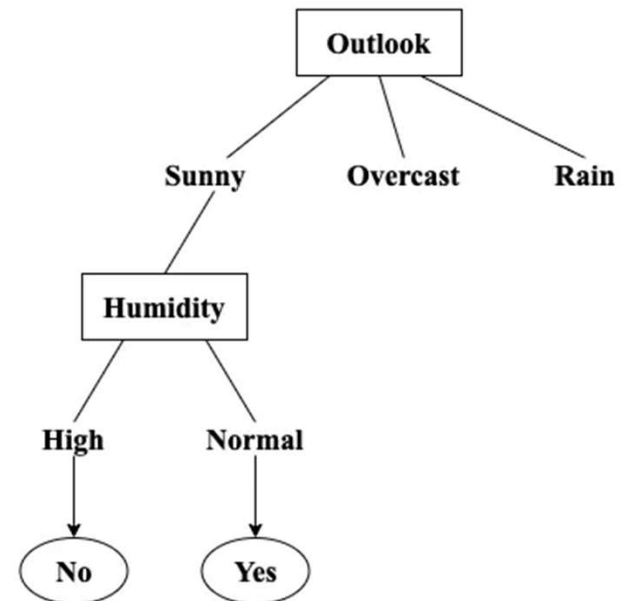 Outlook
Sunny Overcast Rain
Humidity
High Normal
No Yes